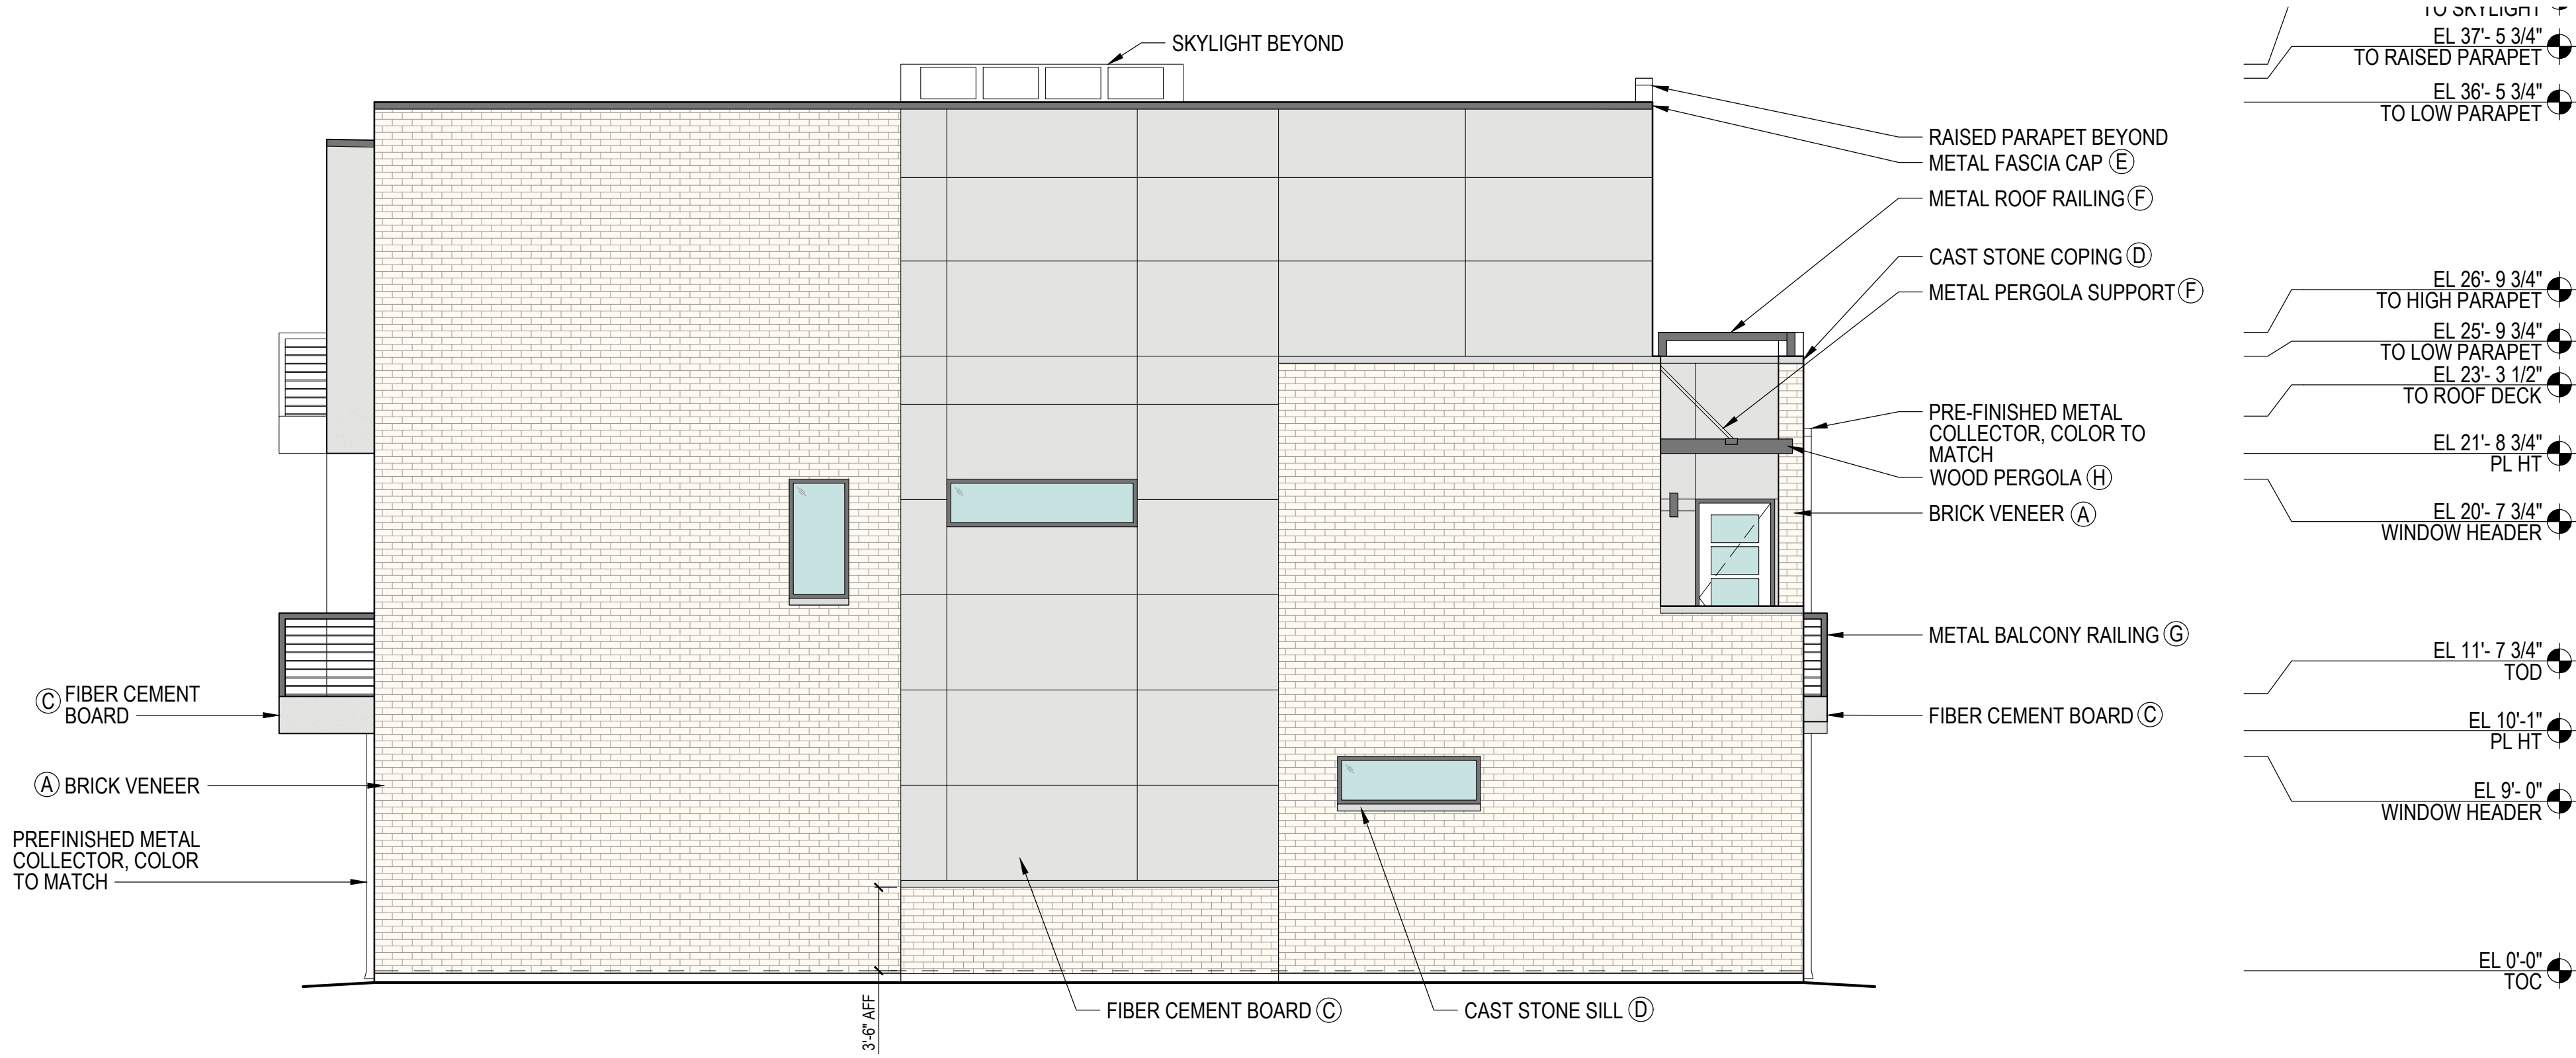 TO SKYLIGHT
SKYLIGHT BEYOND
EL 37'- 5 3/4"
TO RAISED PARAPET
EL 36'- 5 3/4"
TO LOW PARAPET
RAISED PARAPET BEYOND
METAL FASCIA CAP E
METAL ROOF RAILING F
CAST STONE COPING D
METAL PERGOLA SUPPORT F
EL 26'- 9 3/4"
TO HIGH PARAPET
EL 25'- 9 3/4"
TO LOW PARAPET
EL 23'- 3 1/2"
TO ROOF DECK
PRE-FINISHED METAL
COLLECTOR, COLOR TO
MATCH
WOOD PERGOLA H
BRICK VENEER A
EL 21'- 8 3/4"
PL HT
EL 20'- 7 3/4"
WINDOW HEADER
METAL BALCONY RAILING G
FIBER CEMENT BOARD C
EL 11'- 7 3/4"
TOD
EL 10'-1"
PL HT
EL 9'- 0"
WINDOW HEADER
C FIBER CEMENT
BOARD
A BRICK VENEER
PREFINISHED METAL
COLLECTOR, COLOR
TO MATCH
EL 0'-0"
TOC
3'-6" AFF
FIBER CEMENT BOARD C
CAST STONE SILL D